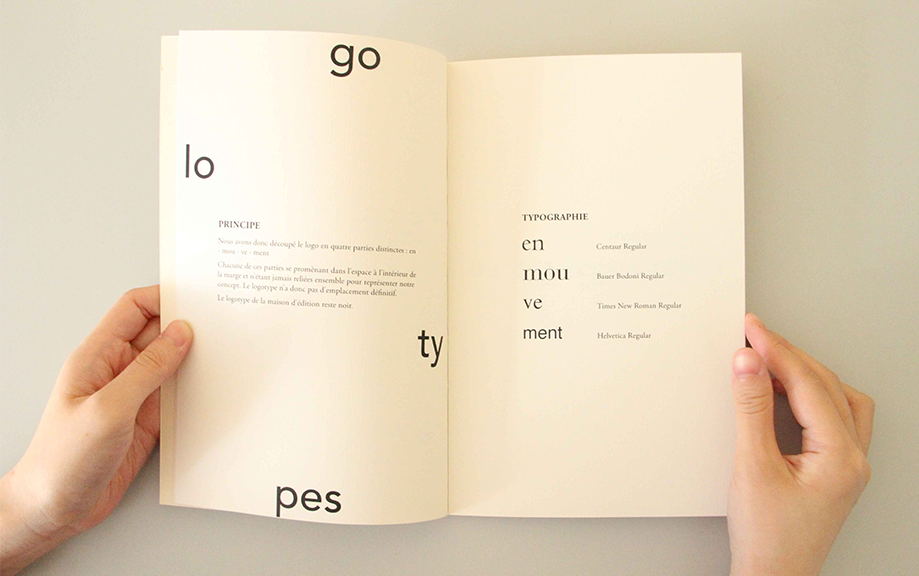 go
lo
PRINCIPE
Nous avons donc découpé le logo en quatre parties distinctes : en
- mou - ve - ment
Chacune de ces parties se promènant dans l'espace à l'intérieur de
la marge et n'étant jamais reliées ensemble pour représenter notre
concept. Le logotype n'a donc pas d'emplacement définitif.
Le logotype de la maison d'édition reste noir.
ty
pes
TYPOGRAPHIE
en Centaur Regular
mou Bauer Bodoni Regular
ve Times New Roman Regular
ment Helvetica Regular